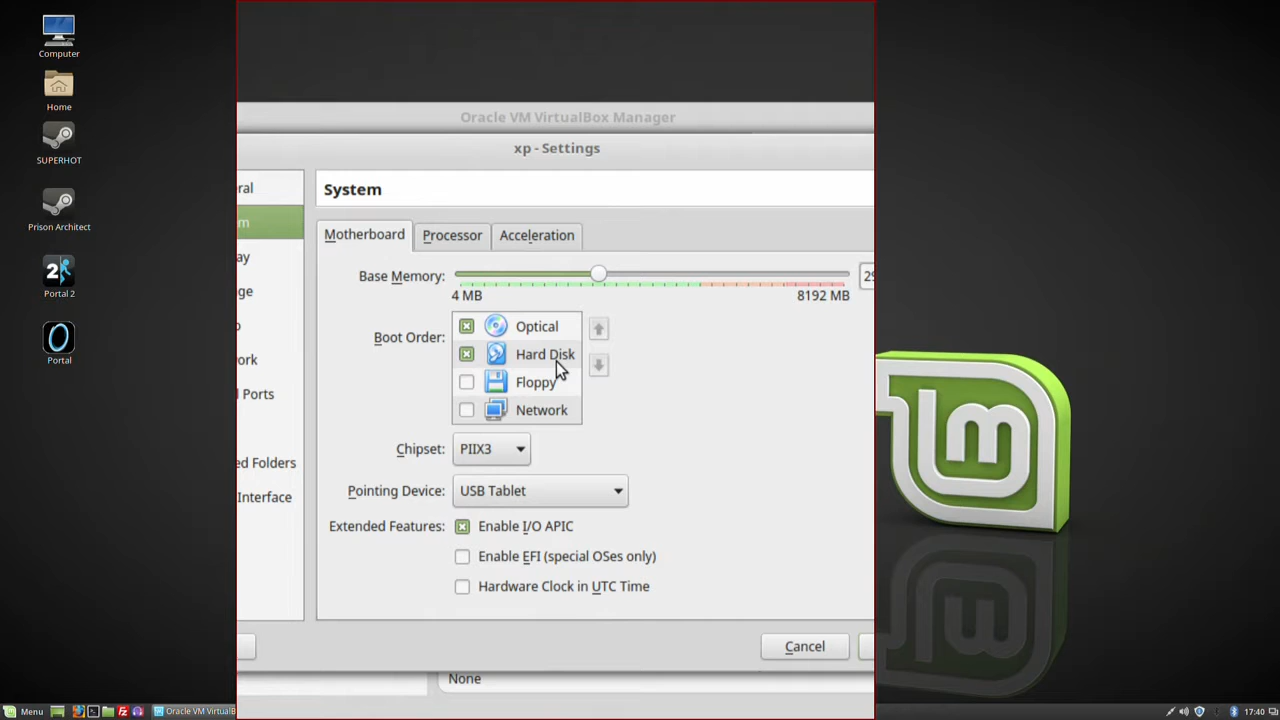 Computer
Home
SUPERHOT
Prison Architect
2
Portal 2
Portal
Oracle VM VirtualBox Manager
xp - Settings
System
Motherboard
Processor
Acceleration
Base Memory:
4 MB
8192 MB
Boot Order:
Optical
Hard Disk
Floppy
Network
Chipset:
PIIX3
Pointing Device:
USB Tablet
Extended Features:
Enable I/O APIC
Enable EFI (special OSes only)
Hardware Clock in UTC Time
Ports
Interface
Cancel
None
Menu
Oracle VM VirtualB
17:40